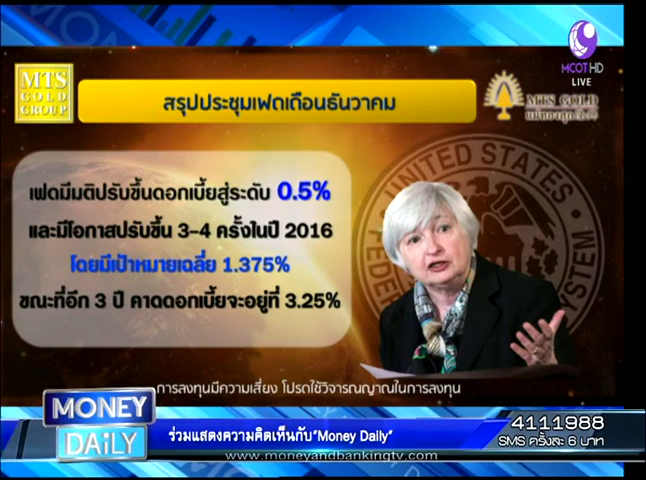 MCOT HD
LIVE
MTS
GOLD
GROUP
สรุปประชุมเฟดเดือนธันวาคม
MTS GOLD
แม่ทองสุก
UNITED STATES
FEDERAL
SYSTEM
เฟดมีมติปรับขึ้นดอกเบี้ยสู่ระดับ 0.5%
และมีโอกาสปรับขึ้น 3-4 ครั้งในปี 2016
โดยมีเป้าหมายเฉลี่ย 1.375%
ขณะที่อีก 3 ปี คาดดอกเบี้ยจะอยู่ที่ 3.25%
การลงทุนมีความเสี่ยง โปรดใช้วิจารณญาณในการลงทุน
MONEY
DAiLY
ร่วมแสดงความคิดเห็นกับ"Money Daily"
4111988
SMS ครั้งละ 6 บาท
www.moneyandbankingtv.com